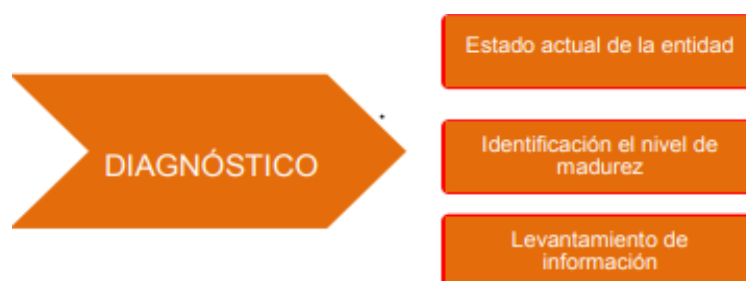 DIAGNÓSTICO
Estado actual de la entidad
Identificación el nivel de
madurez
Levantamiento de
información